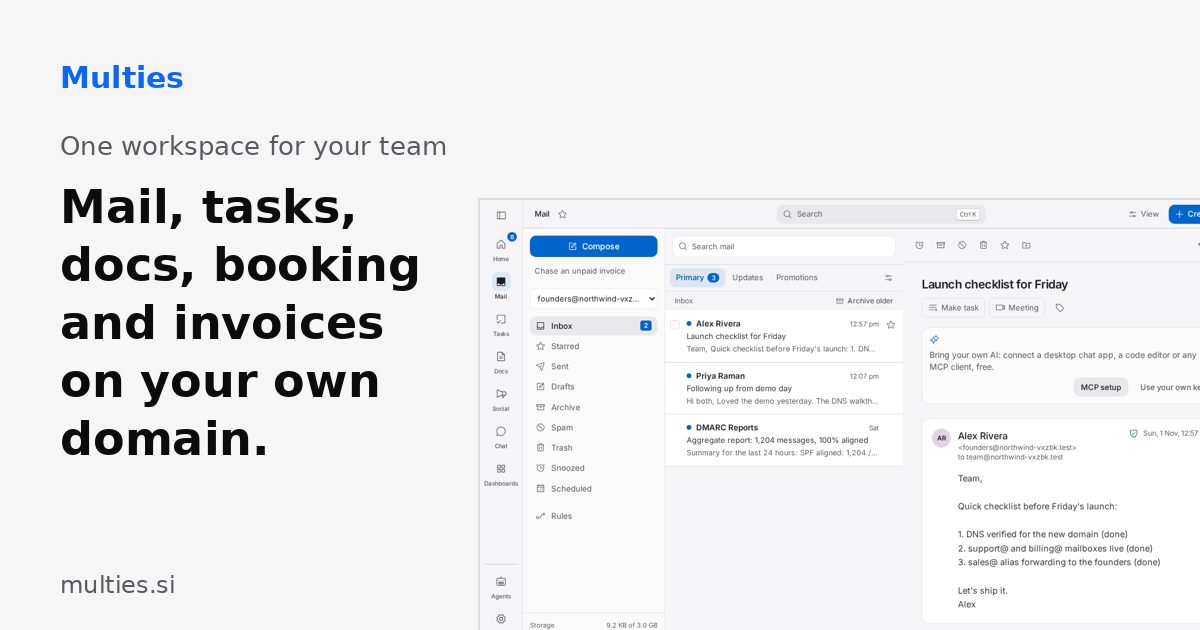 Multies
One workspace for your team
Mail, tasks,
docs, booking
and invoices
on your own
domain.
multies.si
Home
8
Mail
Tasks
Docs
Social
Chat
Dashboards
Agents
Mail
Search
Ctrl K
View
Compose
Chase an unpaid invoice
founders@northwind-vxz...
Inbox 2
Starred
Sent
Drafts
Archive
Spam
Trash
Snoozed
Scheduled
Rules
Storage 9.2 KB of 3.0 GB
Search mail
Primary 3 Updates Promotions
Inbox Archive older
Alex Rivera 12:57 pm
Launch checklist for Friday
Team, Quick checklist before Friday's launch: 1. DN...
Priya Raman 12:07 pm
Following up from demo day
Hi both, Loved the demo yesterday. The DNS walkth...
DMARC Reports Sat
Aggregate report: 1,204 messages, 100% aligned
Summary for the last 24 hours: SPF aligned: 1,204 /...
Launch checklist for Friday
Make task Meeting
Bring your own AI: connect a desktop chat app, a code editor or any
MCP client, free.
MCP setup Use your own
AR
Alex Rivera Sun, 1 Nov, 12:57
<founders@northwind-vxzbk.test>
to team@northwind-vxzbk.test
Team,
Quick checklist before Friday's launch:
1. DNS verified for the new domain (done)
2. support@ and billing@ mailboxes live (done)
3. sales@ alias forwarding to the founders (done)
Let's ship it.
Alex